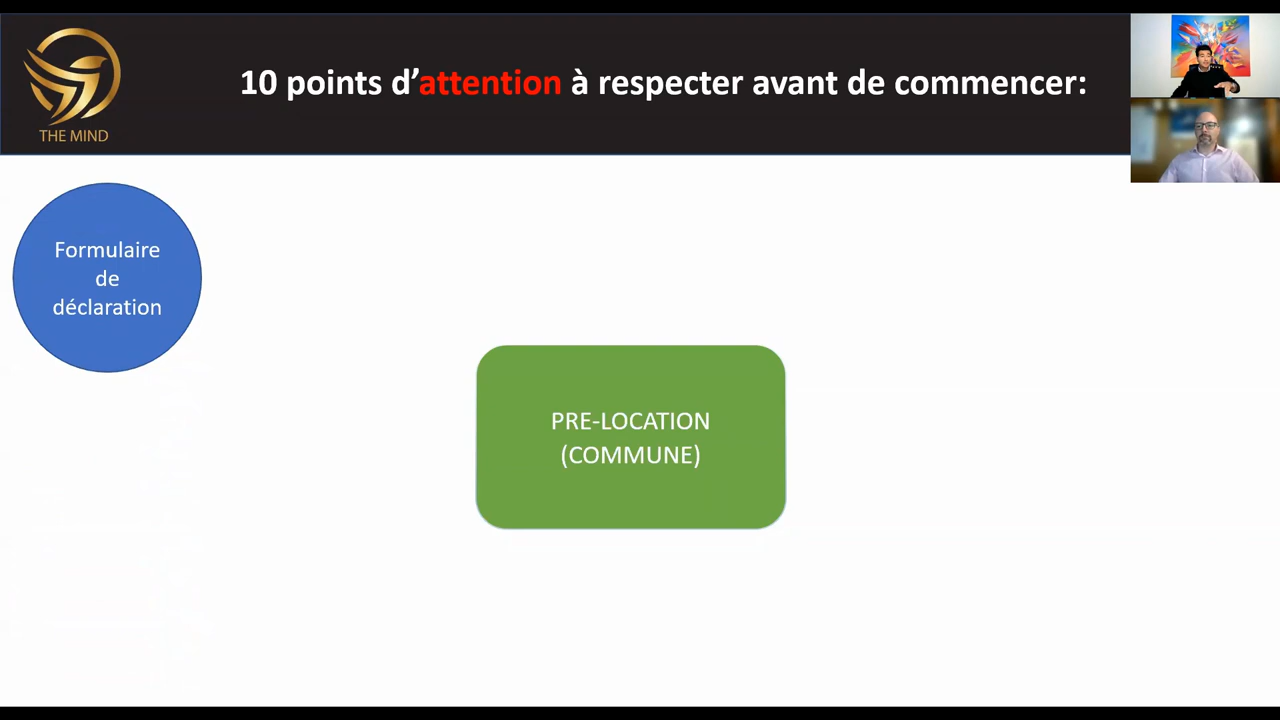 10 points d’attention à respecter avant de commencer:
THE MIND
Formulaire
de
déclaration
PRE-LOCATION
(COMMUNE)